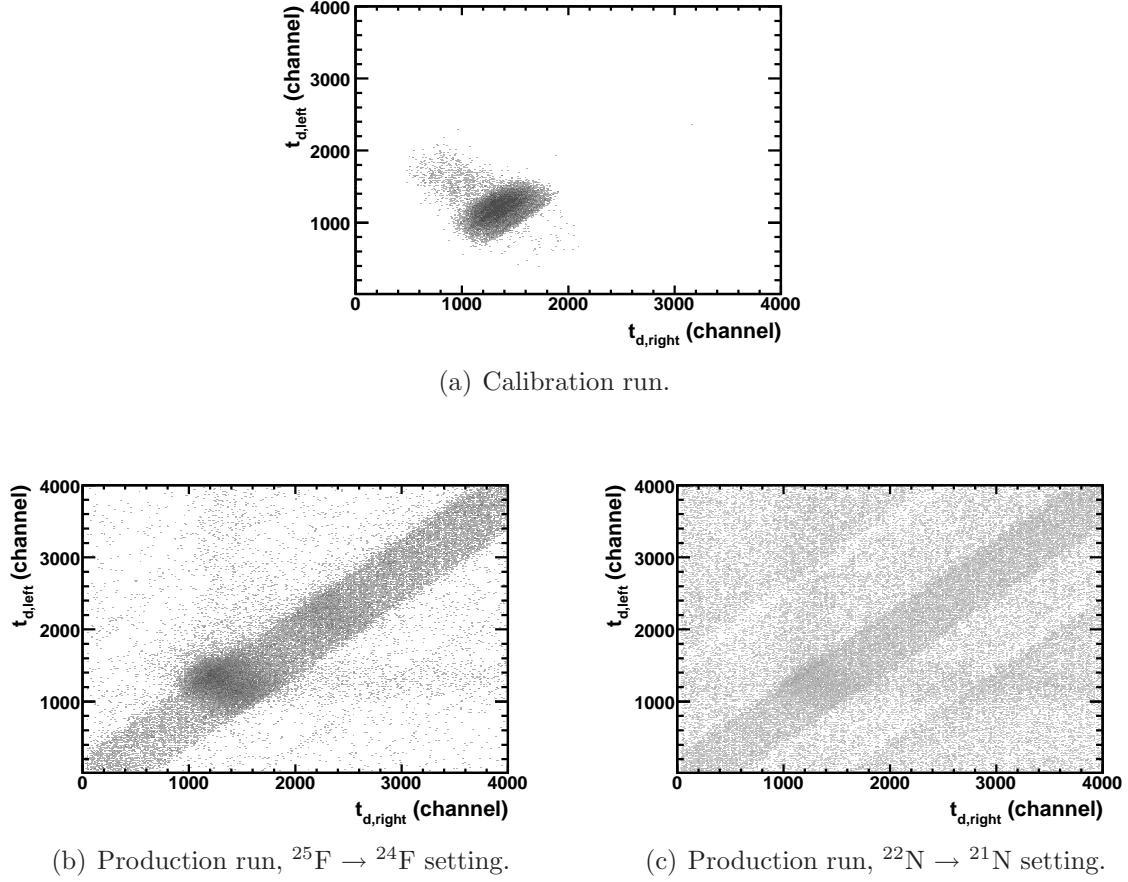 4000
3000
2000
1000
t_d,left (channel)
0 1000 2000 3000 4000
t_d,right (channel)
(a) Calibration run.
4000
3000
2000
1000
t_d,left (channel)
0 1000 2000 3000 4000
t_d,right (channel)
(b) Production run, ²⁵F → ²⁴F setting.
4000
3000
2000
1000
t_d,left (channel)
0 1000 2000 3000 4000
t_d,right (channel)
(c) Production run, ²²N → ²¹N setting.